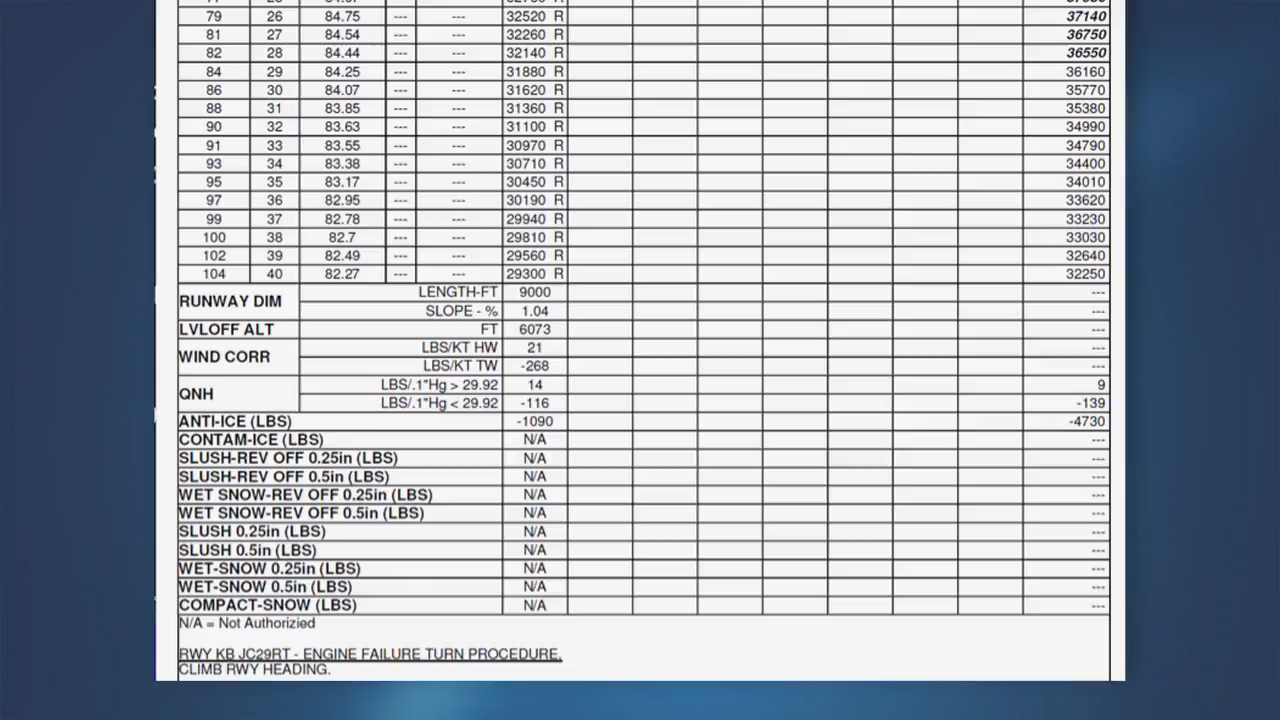 79 26 84.75 --- --- 32520 R 37140
81 27 84.54 --- --- 32260 R 36750
82 28 84.44 --- --- 32140 R 36550
84 29 84.25 --- --- 31880 R 36160
86 30 84.07 --- --- 31620 R 35770
88 31 83.85 --- --- 31360 R 35380
90 32 83.63 --- --- 31100 R 34990
91 33 83.55 --- --- 30970 R 34790
93 34 83.38 --- --- 30710 R 34400
95 35 83.17 --- --- 30450 R 34010
97 36 82.95 --- --- 30190 R 33620
99 37 82.78 --- --- 29940 R 33230
100 38 82.7 --- --- 29810 R 33030
102 39 82.49 --- --- 29560 R 32640
104 40 82.27 --- --- 29300 R 32250
RUNWAY DIM LENGTH-FT 9000 ---
SLOPE - % 1.04 ---
LVLOFF ALT FT 6073 ---
WIND CORR LBS/KT HW 21 ---
LBS/KT TW -268 ---
QNH LBS/.1"Hg > 29.92 14 9
LBS/.1"Hg < 29.92 -116 -139
ANTI-ICE (LBS) -1090 -4730
CONTAM-ICE (LBS) N/A ---
SLUSH-REV OFF 0.25in (LBS) N/A ---
SLUSH-REV OFF 0.5in (LBS) N/A ---
WET SNOW-REV OFF 0.25in (LBS) N/A ---
WET SNOW-REV OFF 0.5in (LBS) N/A ---
SLUSH 0.25in (LBS) N/A ---
SLUSH 0.5in (LBS) N/A ---
WET-SNOW 0.25in (LBS) N/A ---
WET-SNOW 0.5in (LBS) N/A ---
COMPACT-SNOW (LBS) N/A ---
N/A = Not Authorizied
RWY KB JC29RT - ENGINE FAILURE TURN PROCEDURE.
CLIMB RWY HEADING.